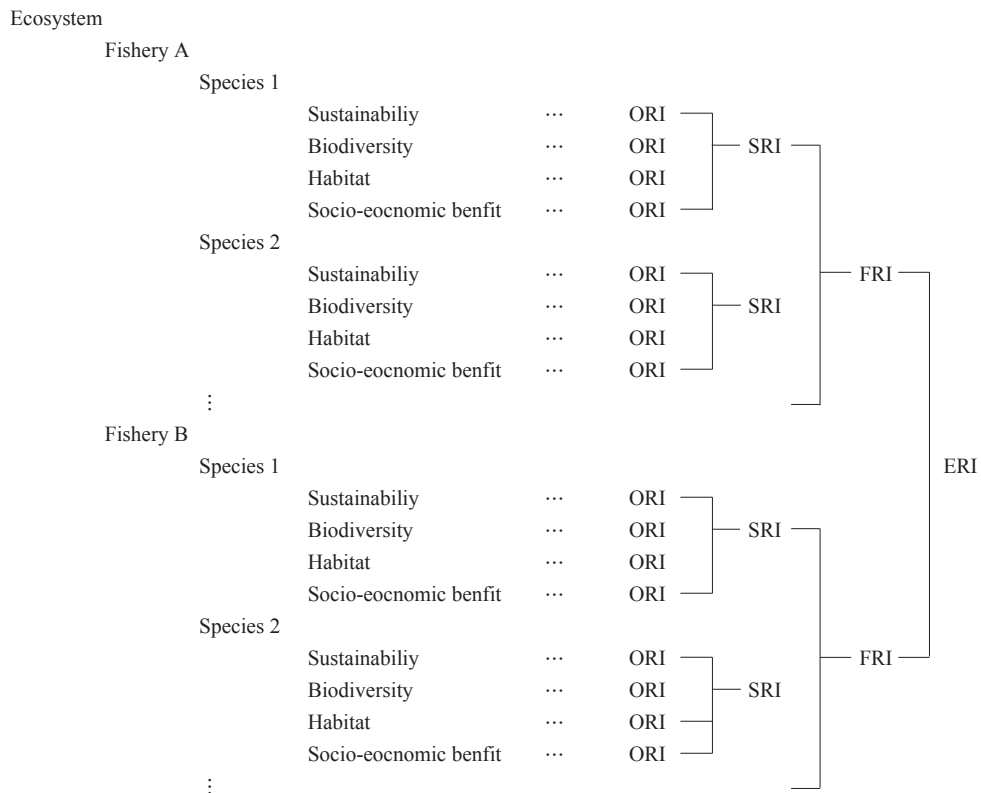 Ecosystem
Fishery A
Species 1
Sustainabiliy ... ORI
Biodiversity ... ORI SRI
Habitat ... ORI
Socio-eocnomic benfit ... ORI
Species 2
Sustainabiliy ... ORI FRI
Biodiversity ... ORI SRI
Habitat ... ORI
Socio-eocnomic benfit ... ORI
⋮
Fishery B
Species 1 ERI
Sustainabiliy ... ORI
Biodiversity ... ORI SRI
Habitat ... ORI
Socio-eocnomic benfit ... ORI
Species 2
Sustainabiliy ... ORI FRI
Biodiversity ... ORI SRI
Habitat ... ORI
Socio-eocnomic benfit ... ORI
⋮